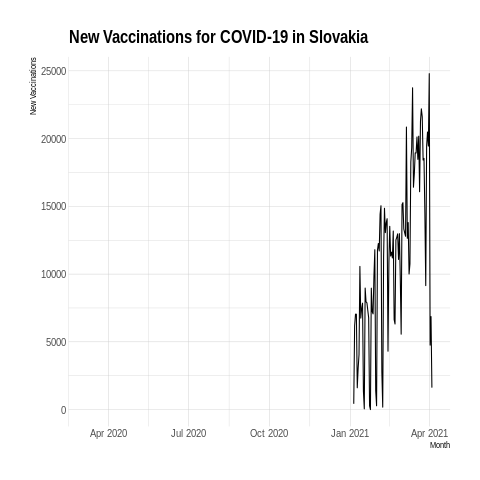 New Vaccinations for COVID-19 in Slovakia
New Vaccinations
25000
20000
15000
10000
5000
0
Apr 2020 Jul 2020 Oct 2020 Jan 2021 Apr 2021
Month